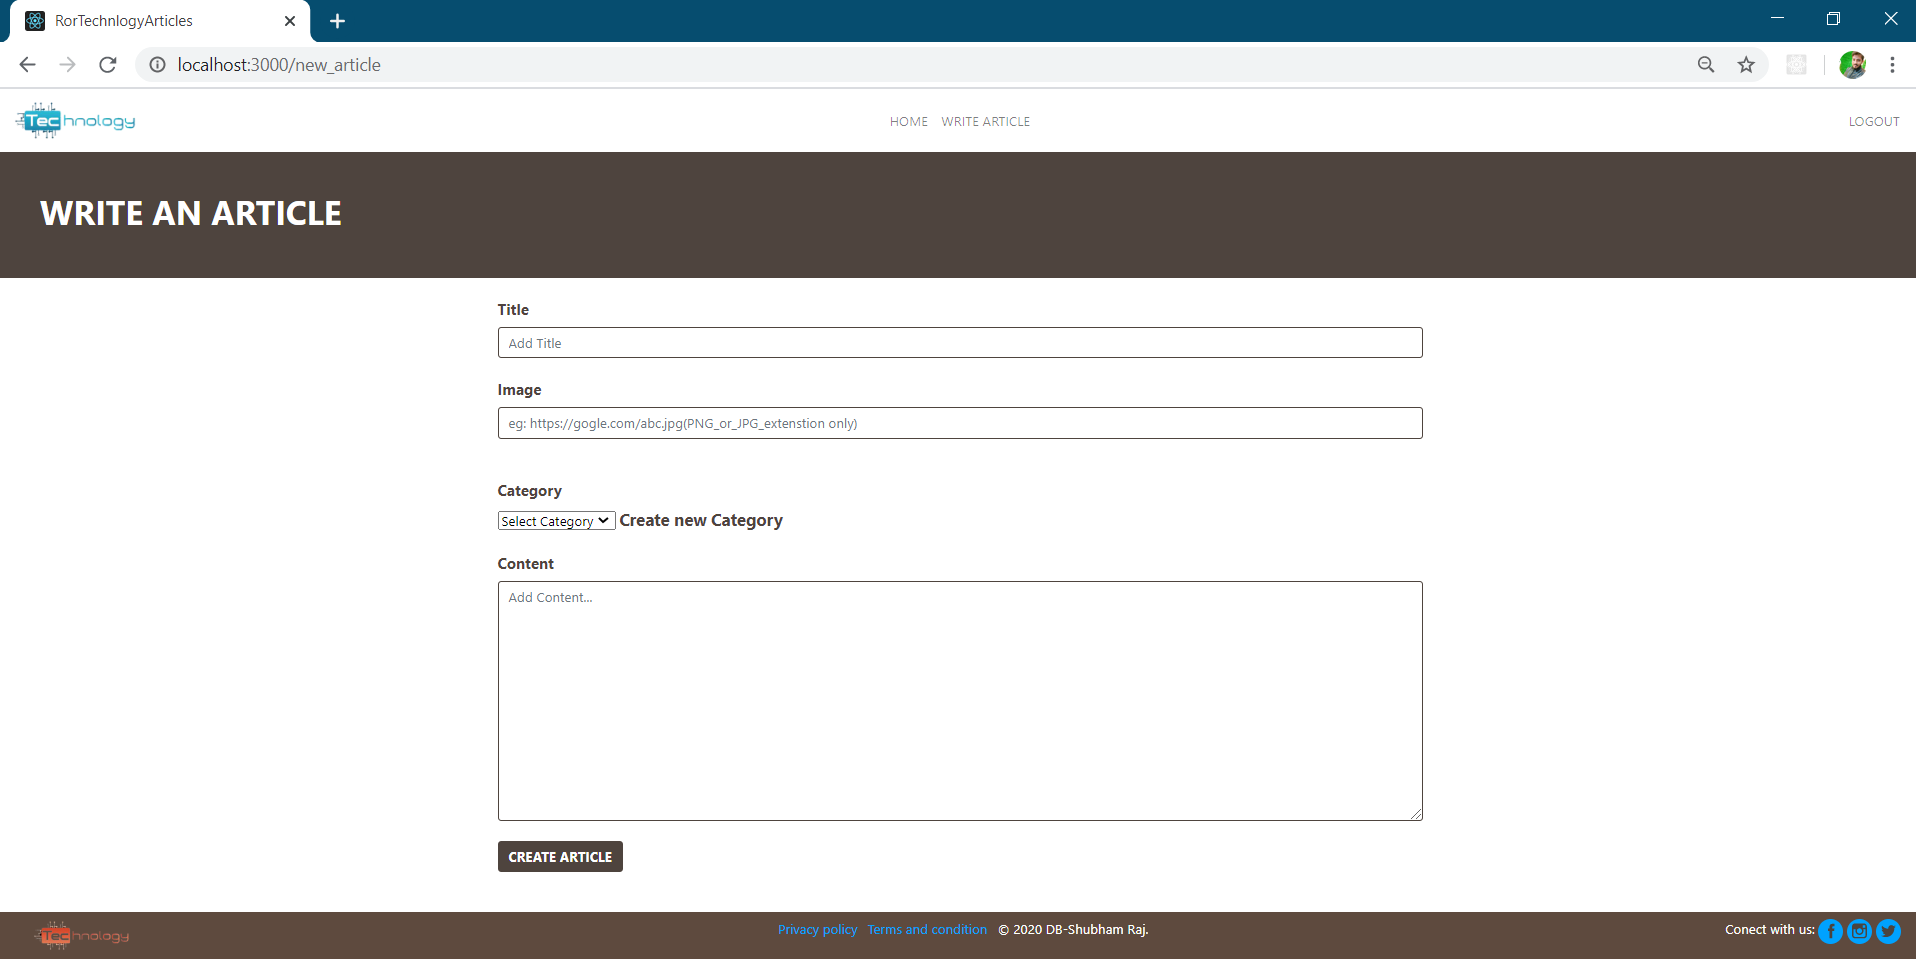 RorTechnlogyArticles
localhost:3000/new_article
Technology
HOME WRITE ARTICLE
LOGOUT
WRITE AN ARTICLE
Title
Add Title
Image
eg: https://gogle.com/abc.jpg(PNG_or_JPG_extenstion only)
Category
Select Category Create new Category
Content
Add Content...
CREATE ARTICLE
Technology
Privacy policy Terms and condition © 2020 DB-Shubham Raj.
Conect with us: